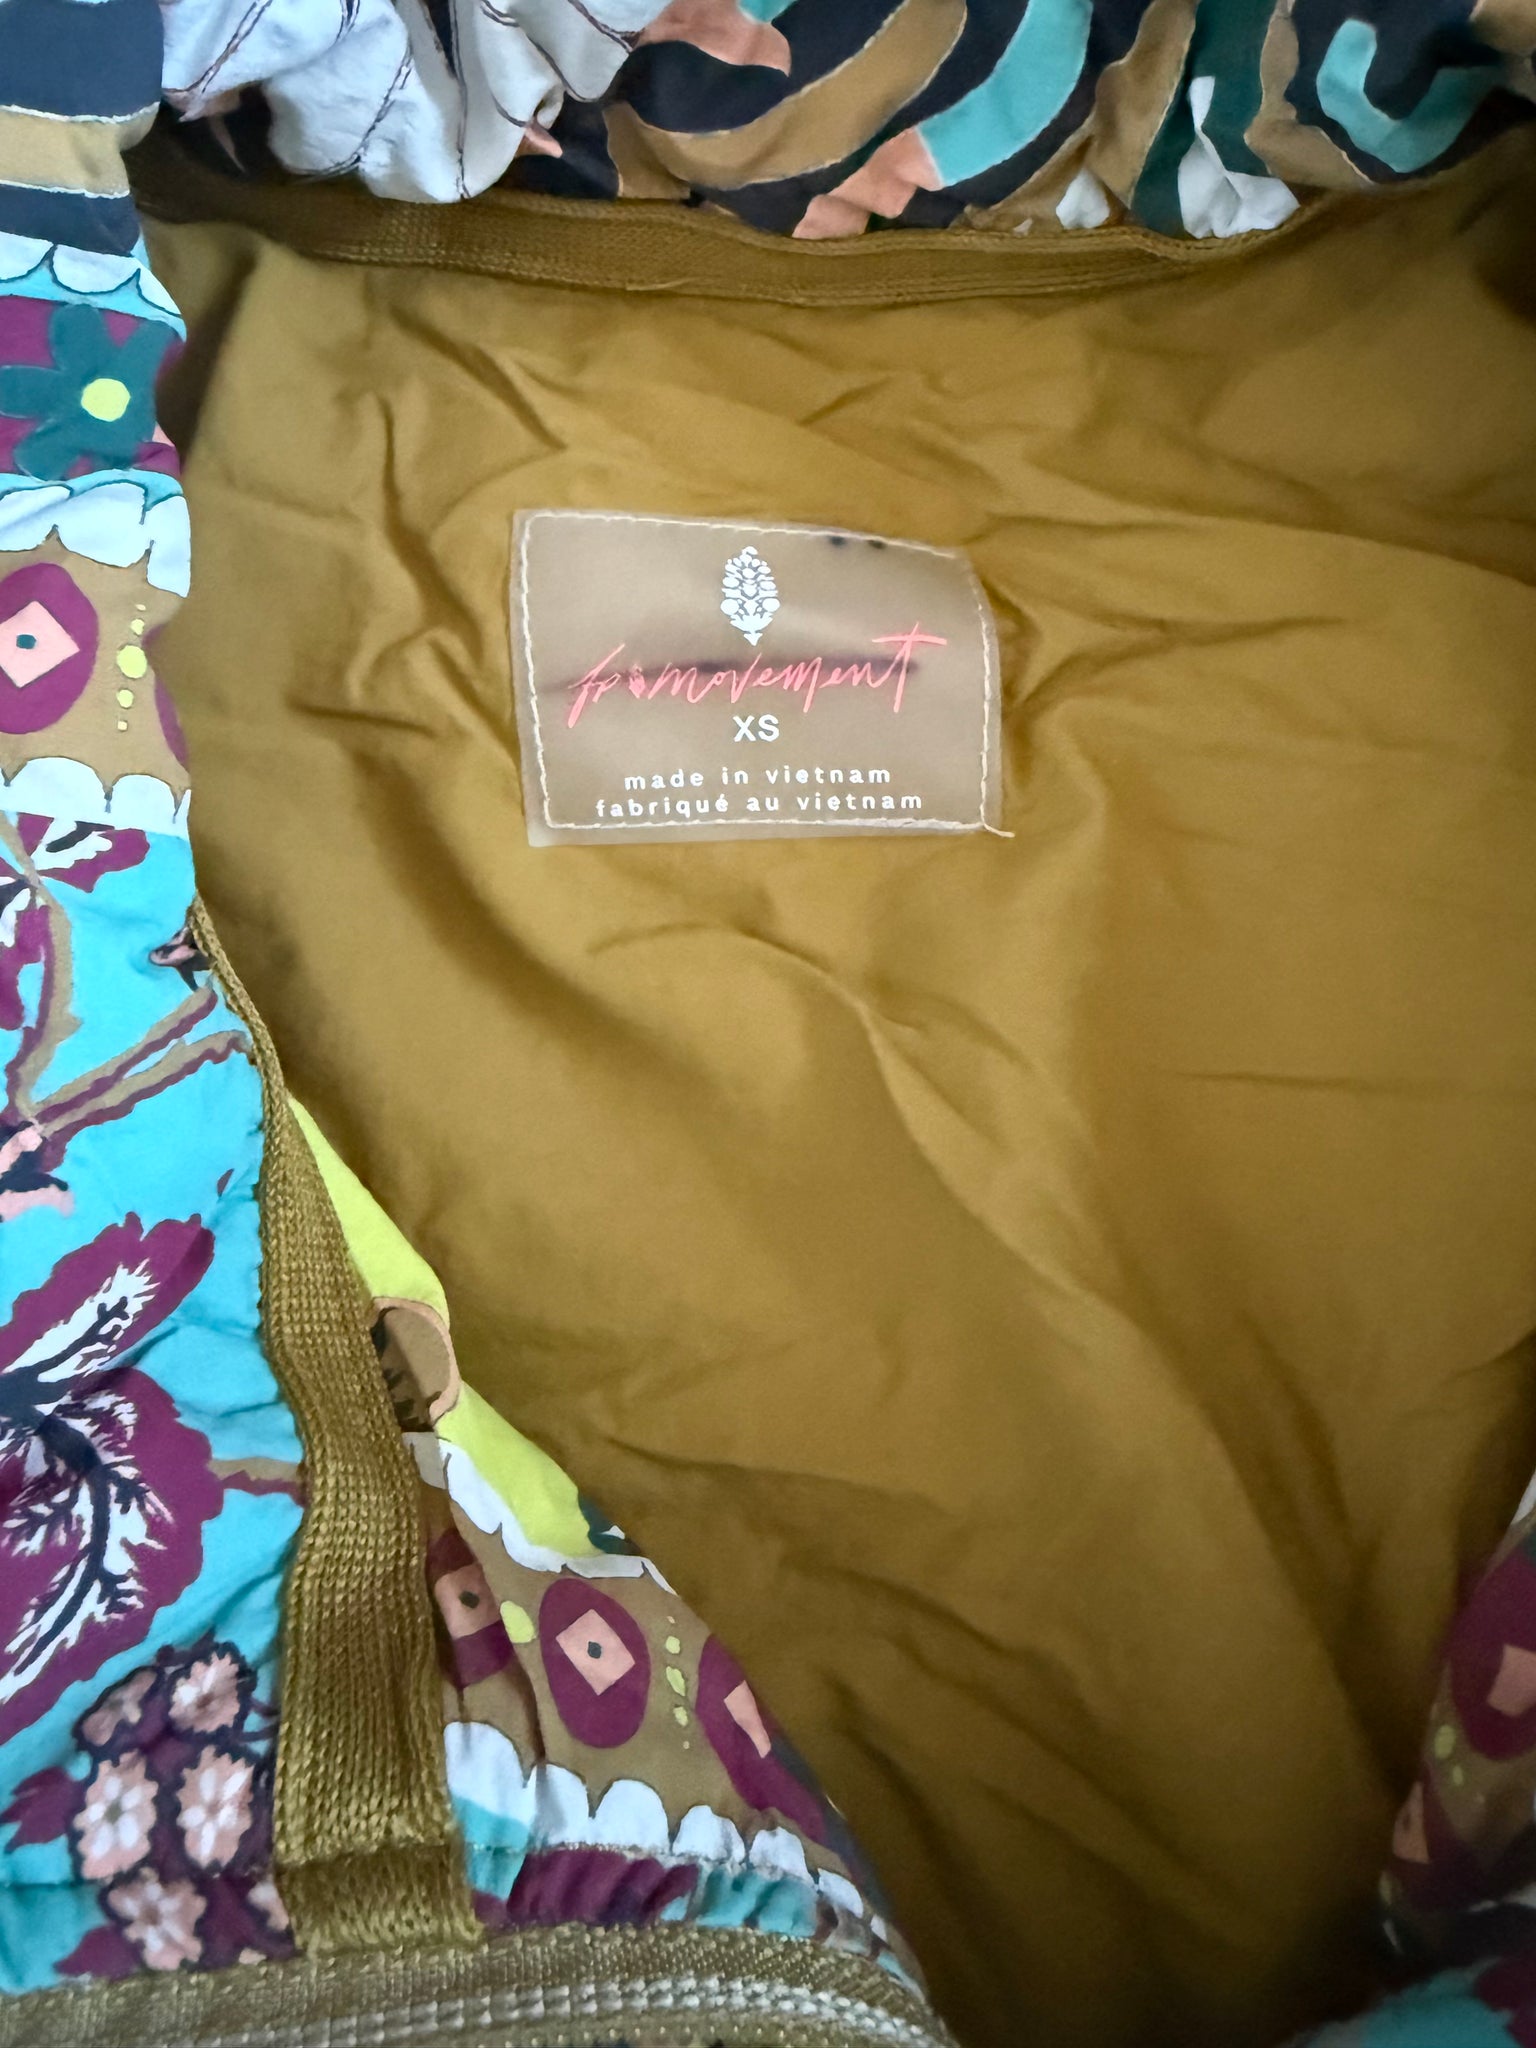 fp movement
XS
made in vietnam
fabriqué au vietnam